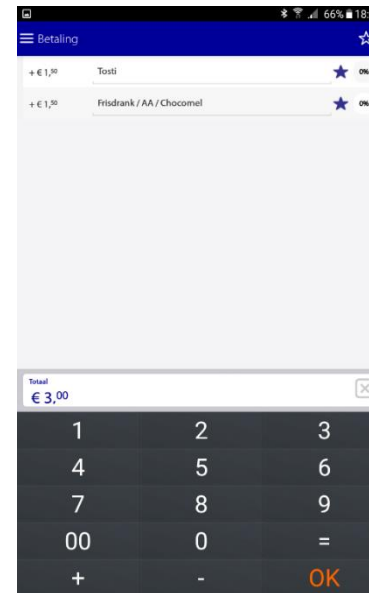 66% 18:
Betaling
+ € 1,50 Tosti 0%
+ € 1,50 Frisdrank / AA / Chocomel 0%
Totaal
€ 3,00
1 2 3
4 5 6
7 8 9
00 0 =
+ - OK